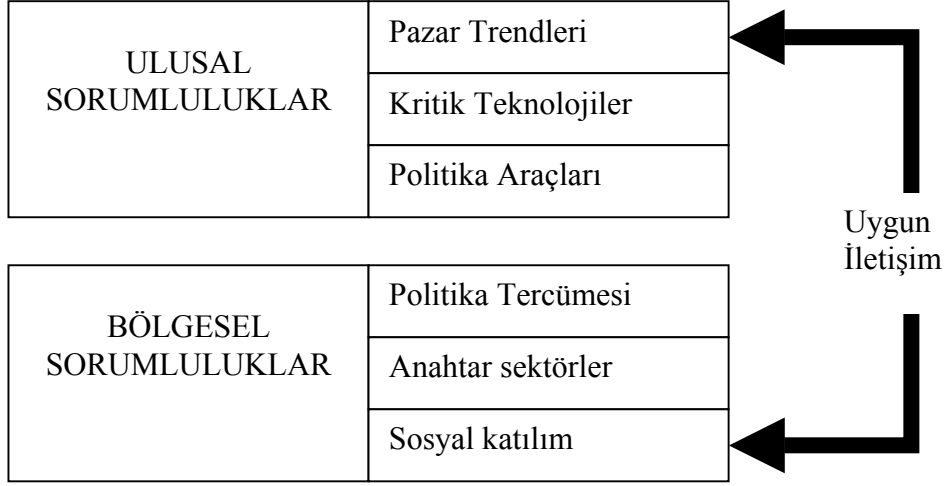 ULUSAL
SORUMLULUKLAR
Pazar Trendleri
Kritik Teknolojiler
Politika Araçları
Uygun
İletişim
BÖLGESEL
SORUMLULUKLAR
Politika Tercümesi
Anahtar sektörler
Sosyal katılım